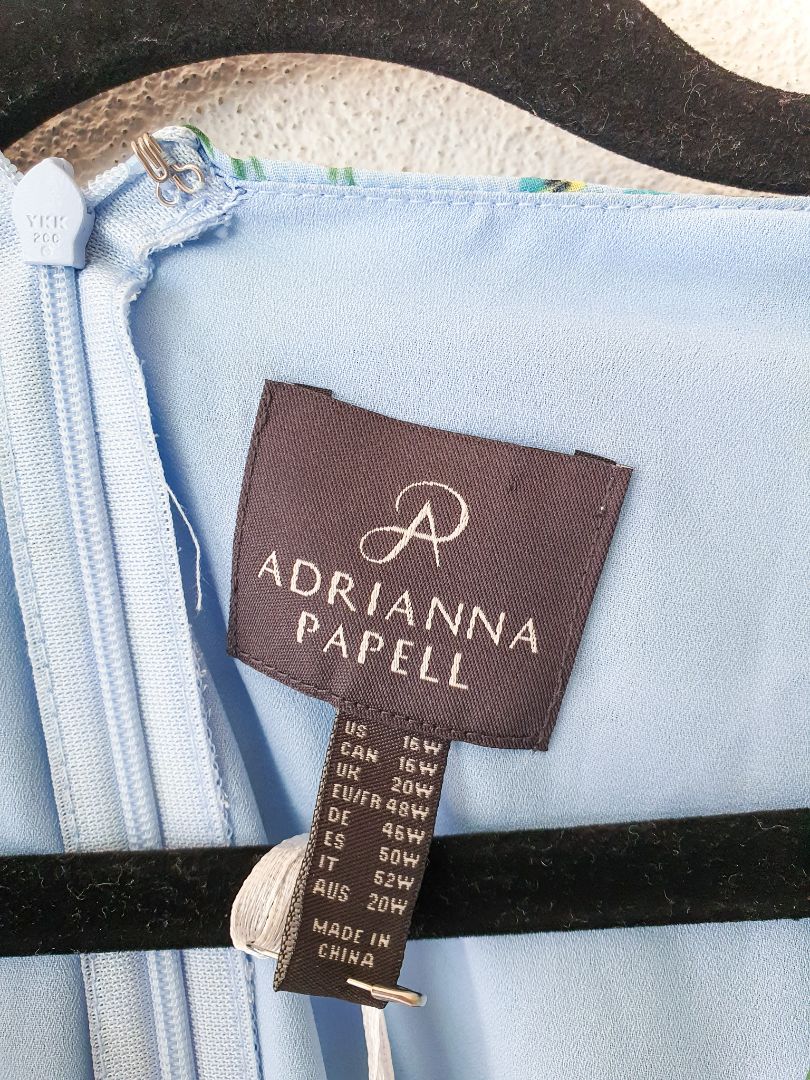 YKK
2CC
ADRIANNA
PAPELL
US 16W
CAN 16W
UK 20W
EU/FR 48W
DE 46W
ES 50W
IT 52W
AUS 20W
MADE IN
CHINA